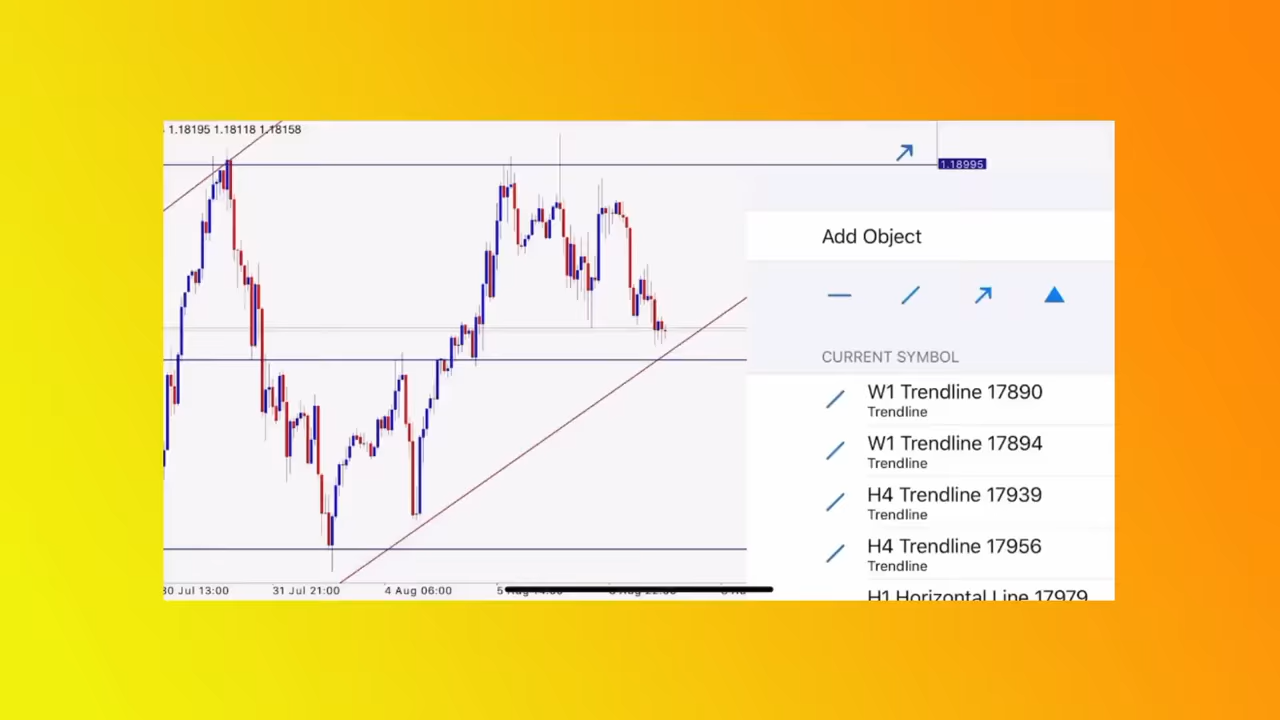 1.18195 1.18118 1.18158
1.18995
Add Object
CURRENT SYMBOL
W1 Trendline 17890
Trendline
W1 Trendline 17894
Trendline
H4 Trendline 17939
Trendline
H4 Trendline 17956
Trendline
H1 Horizontal Line 17979
30 Jul 13:00 31 Jul 21:00 4 Aug 06:00